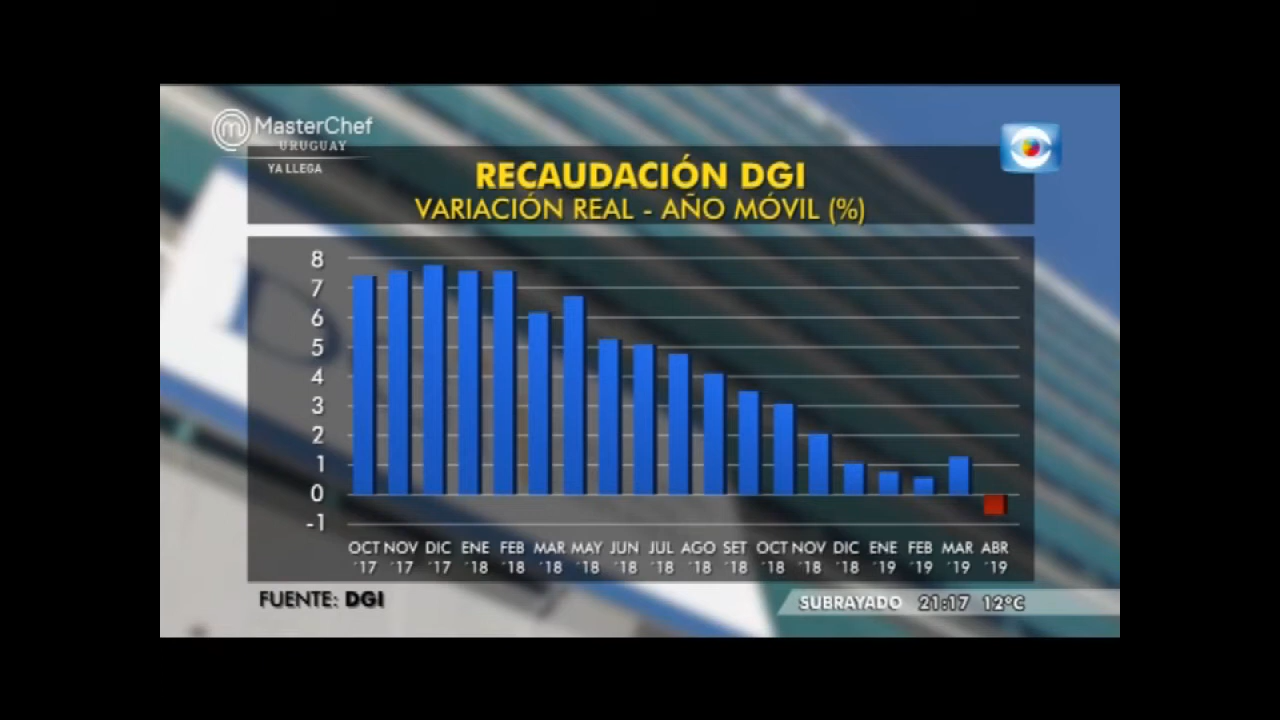 MasterChef
URUGUAY
YA LLEGA
RECAUDACIÓN DGI
VARIACIÓN REAL - AÑO MÓVIL (%)
8
7
6
5
4
3
2
1
0
-1
OCT NOV DIC ENE FEB MAR MAY JUN JUL AGO SET OCT NOV DIC ENE FEB MAR ABR
´17 ´17 ´17 ´18 ´18 ´18 ´18 ´18 ´18 ´18 ´18 ´18 ´18 ´18 ´19 ´19 ´19 ´19
FUENTE: DGI
SUBRAYADO 21:17 12°C